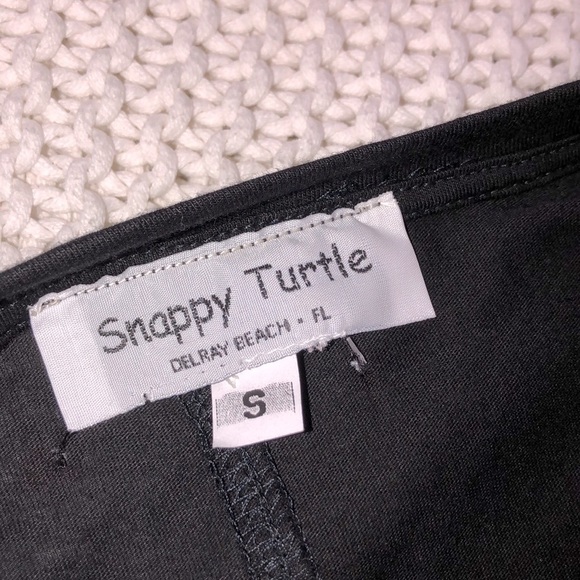 Snappy Turtle
DELRAY BEACH • FL
S